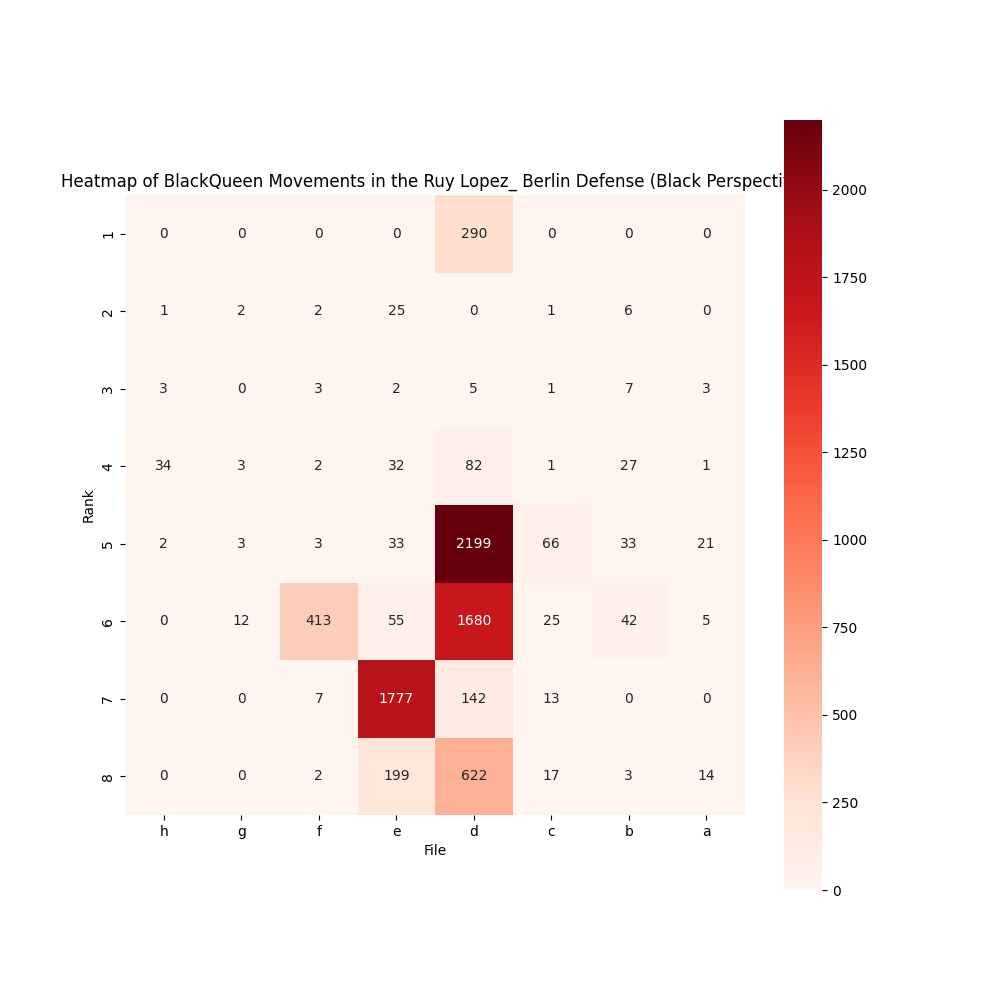 Heatmap of BlackQueen Movements in the Ruy Lopez_ Berlin Defense (Black Perspecti
1 0 0 0 0 290 0 0 0
2 1 2 2 25 0 1 6 0
3 3 0 3 2 5 1 7 3
4 34 3 2 32 82 1 27 1
5 2 3 3 33 2199 66 33 21
6 0 12 413 55 1680 25 42 5
7 0 0 7 1777 142 13 0 0
8 0 0 2 199 622 17 3 14
h g f e d c b a
File
Rank
2000
1750
1500
1250
1000
750
500
250
0